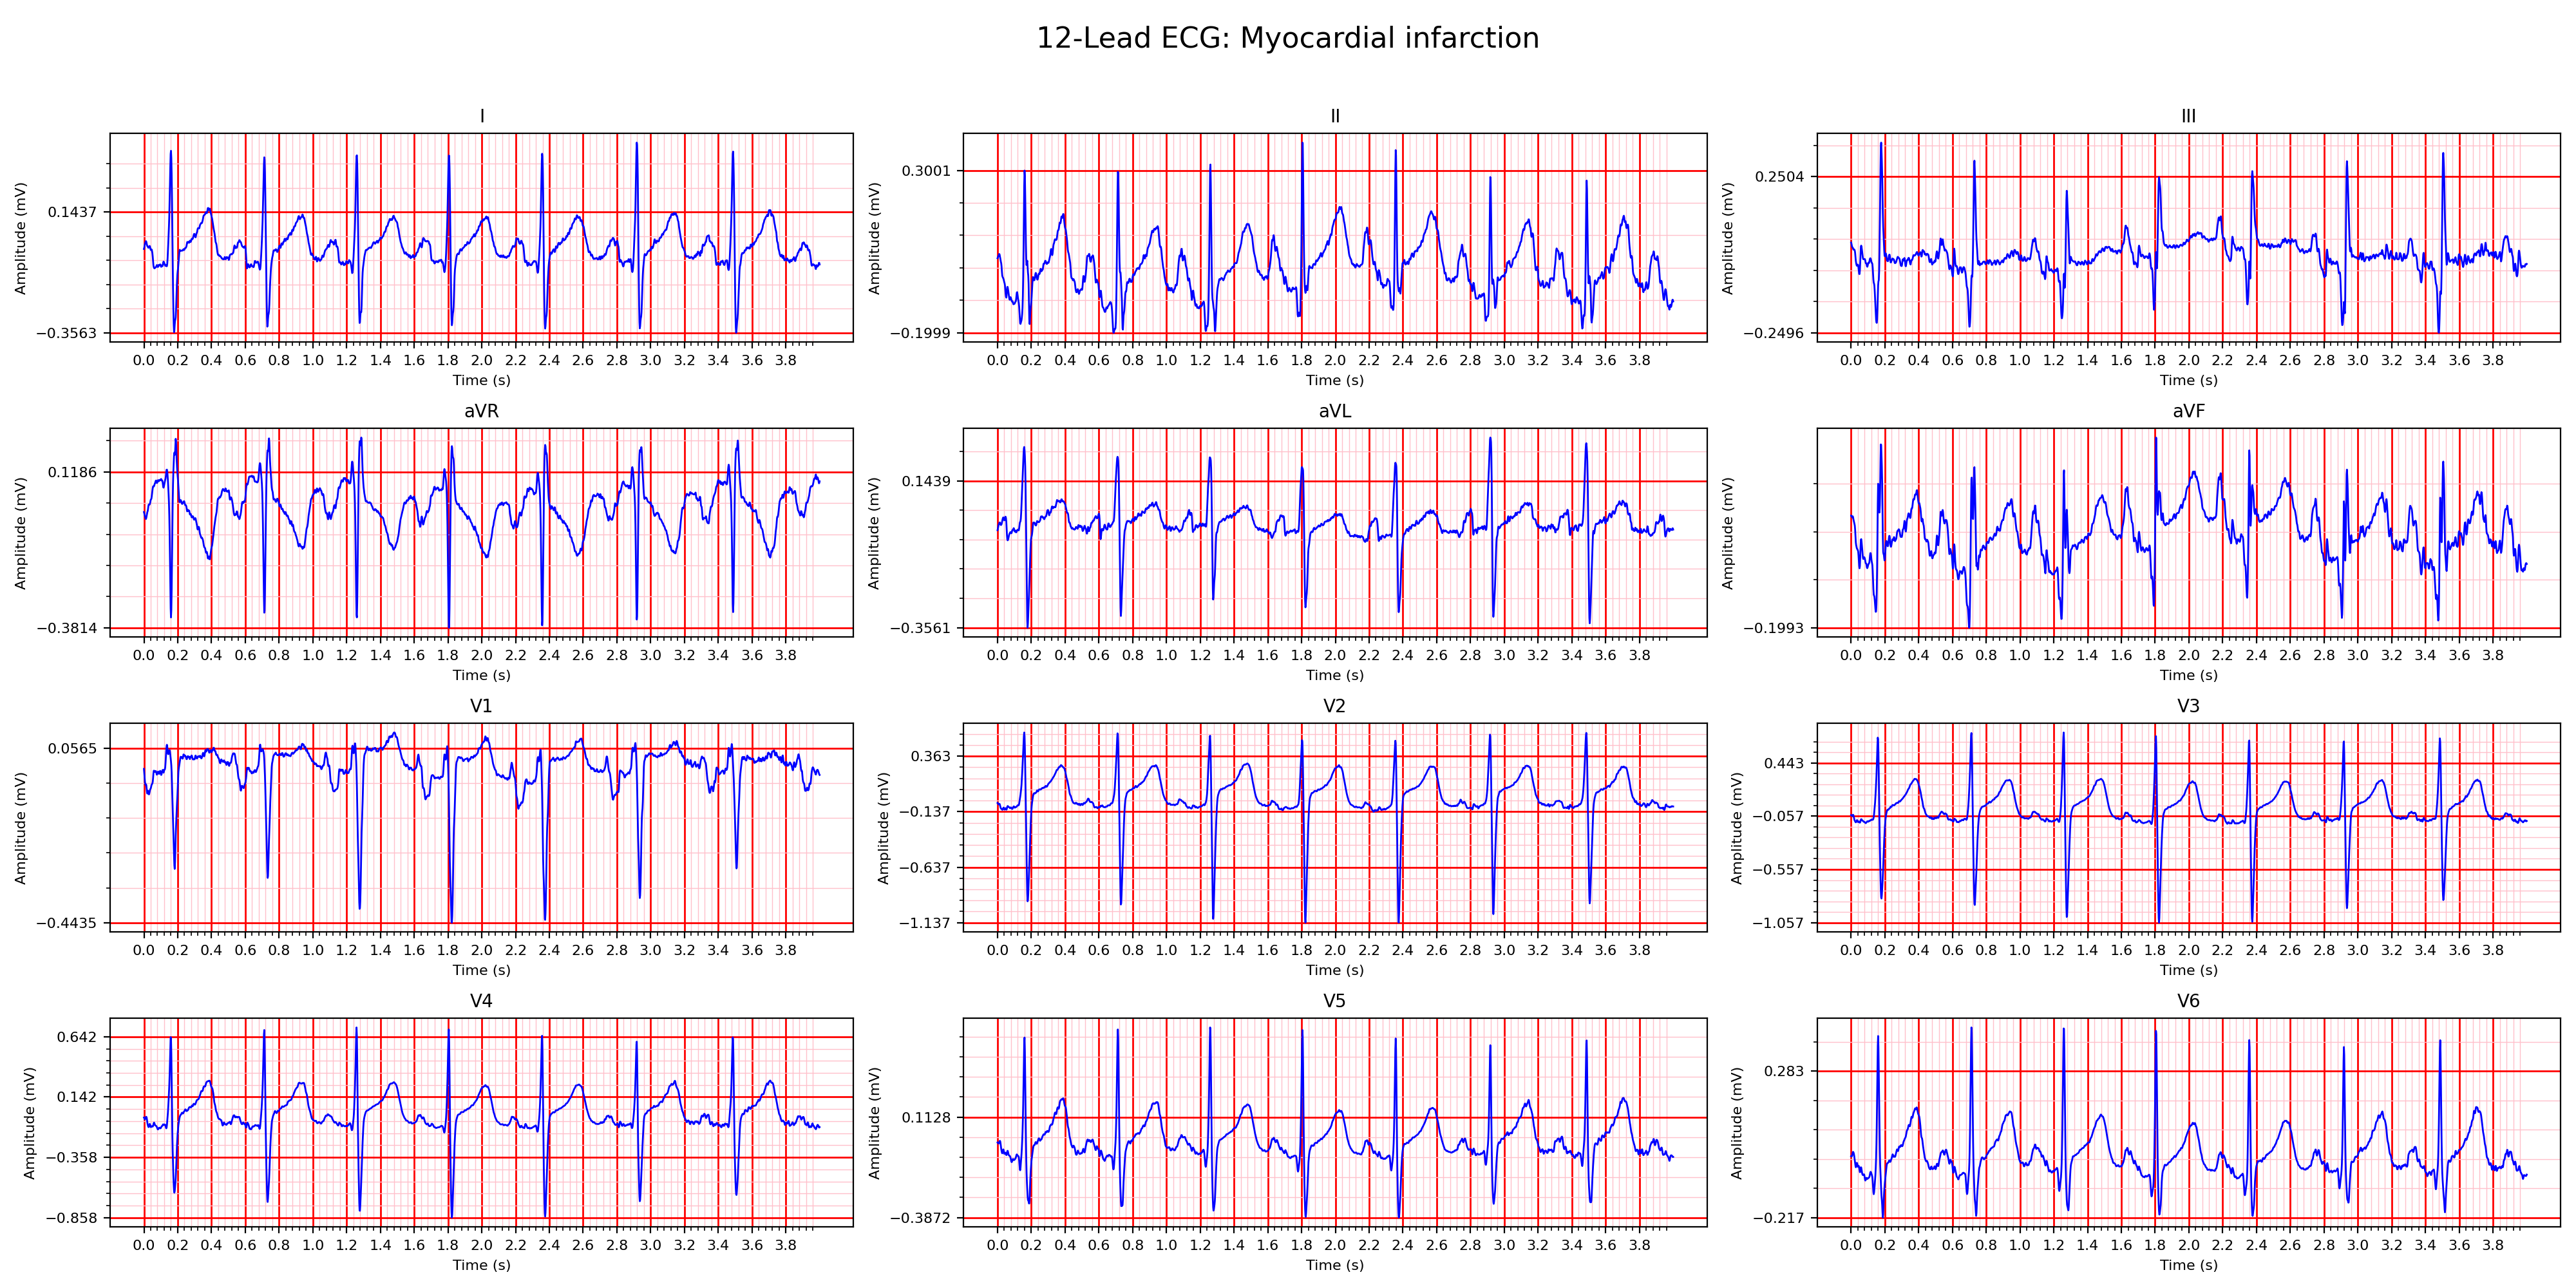 12-Lead ECG: Myocardial infarction
I
II
III
Amplitude (mV)
0.1437
−0.3563
0.0 0.2 0.4 0.6 0.8 1.0 1.2 1.4 1.6 1.8 2.0 2.2 2.4 2.6 2.8 3.0 3.2 3.4 3.6 3.8
Time (s)
Amplitude (mV)
0.3001
−0.1999
0.0 0.2 0.4 0.6 0.8 1.0 1.2 1.4 1.6 1.8 2.0 2.2 2.4 2.6 2.8 3.0 3.2 3.4 3.6 3.8
Time (s)
Amplitude (mV)
0.2504
−0.2496
0.0 0.2 0.4 0.6 0.8 1.0 1.2 1.4 1.6 1.8 2.0 2.2 2.4 2.6 2.8 3.0 3.2 3.4 3.6 3.8
Time (s)
aVR
aVL
aVF
Amplitude (mV)
0.1186
−0.3814
0.0 0.2 0.4 0.6 0.8 1.0 1.2 1.4 1.6 1.8 2.0 2.2 2.4 2.6 2.8 3.0 3.2 3.4 3.6 3.8
Time (s)
Amplitude (mV)
0.1439
−0.3561
0.0 0.2 0.4 0.6 0.8 1.0 1.2 1.4 1.6 1.8 2.0 2.2 2.4 2.6 2.8 3.0 3.2 3.4 3.6 3.8
Time (s)
Amplitude (mV)
−0.1993
0.0 0.2 0.4 0.6 0.8 1.0 1.2 1.4 1.6 1.8 2.0 2.2 2.4 2.6 2.8 3.0 3.2 3.4 3.6 3.8
Time (s)
V1
V2
V3
Amplitude (mV)
0.0565
−0.4435
0.0 0.2 0.4 0.6 0.8 1.0 1.2 1.4 1.6 1.8 2.0 2.2 2.4 2.6 2.8 3.0 3.2 3.4 3.6 3.8
Time (s)
Amplitude (mV)
0.363
−0.137
−0.637
−1.137
0.0 0.2 0.4 0.6 0.8 1.0 1.2 1.4 1.6 1.8 2.0 2.2 2.4 2.6 2.8 3.0 3.2 3.4 3.6 3.8
Time (s)
Amplitude (mV)
0.443
−0.057
−0.557
−1.057
0.0 0.2 0.4 0.6 0.8 1.0 1.2 1.4 1.6 1.8 2.0 2.2 2.4 2.6 2.8 3.0 3.2 3.4 3.6 3.8
Time (s)
V4
V5
V6
Amplitude (mV)
0.642
0.142
−0.358
−0.858
0.0 0.2 0.4 0.6 0.8 1.0 1.2 1.4 1.6 1.8 2.0 2.2 2.4 2.6 2.8 3.0 3.2 3.4 3.6 3.8
Time (s)
Amplitude (mV)
0.1128
−0.3872
0.0 0.2 0.4 0.6 0.8 1.0 1.2 1.4 1.6 1.8 2.0 2.2 2.4 2.6 2.8 3.0 3.2 3.4 3.6 3.8
Time (s)
Amplitude (mV)
0.283
−0.217
0.0 0.2 0.4 0.6 0.8 1.0 1.2 1.4 1.6 1.8 2.0 2.2 2.4 2.6 2.8 3.0 3.2 3.4 3.6 3.8
Time (s)